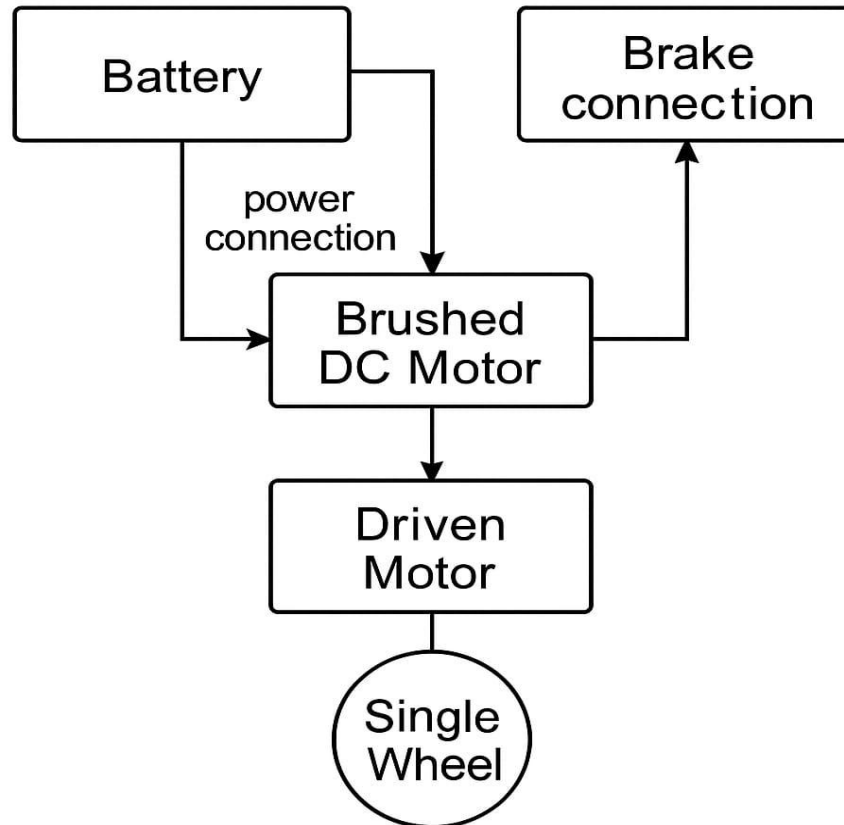 Battery
Brake
connection
power
connection
Brushed
DC Motor
Driven
Motor
Single
Wheel